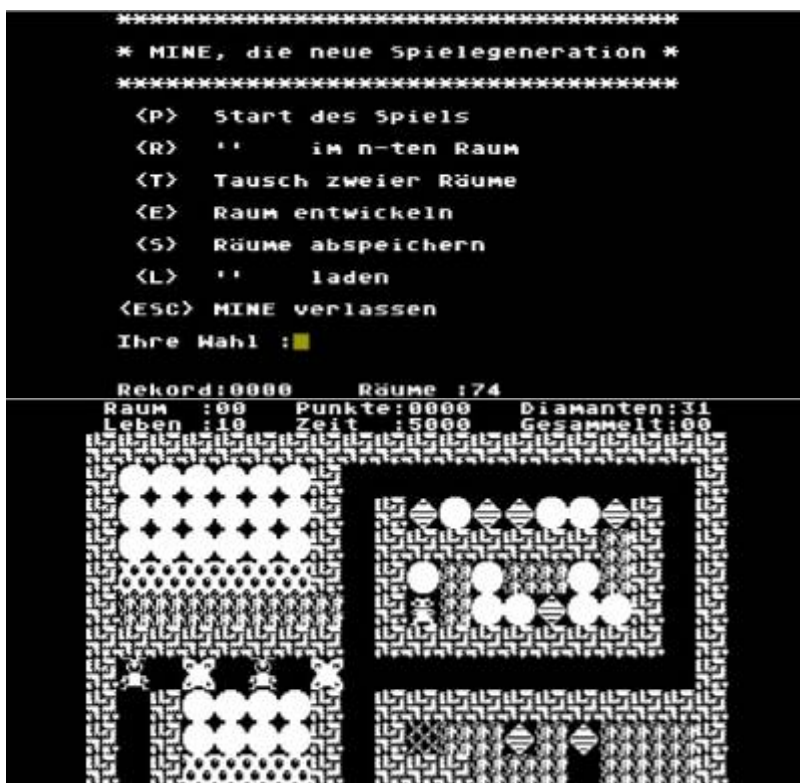 ***********************************
* MINE, die neue Spielegeneration *
***********************************
<P> Start des Spiels
<R> '' im n-ten Raum
<T> Tausch zweier Räume
<E> Raum entwickeln
<S> Räume abspeichern
<L> '' laden
<ESC> MINE verlassen
Ihre Wahl :
Rekord:0000 Räume :74
Raum :00 Punkte:0000 Diamanten:31
Leben :10 Zeit :5000 Gesammelt:00